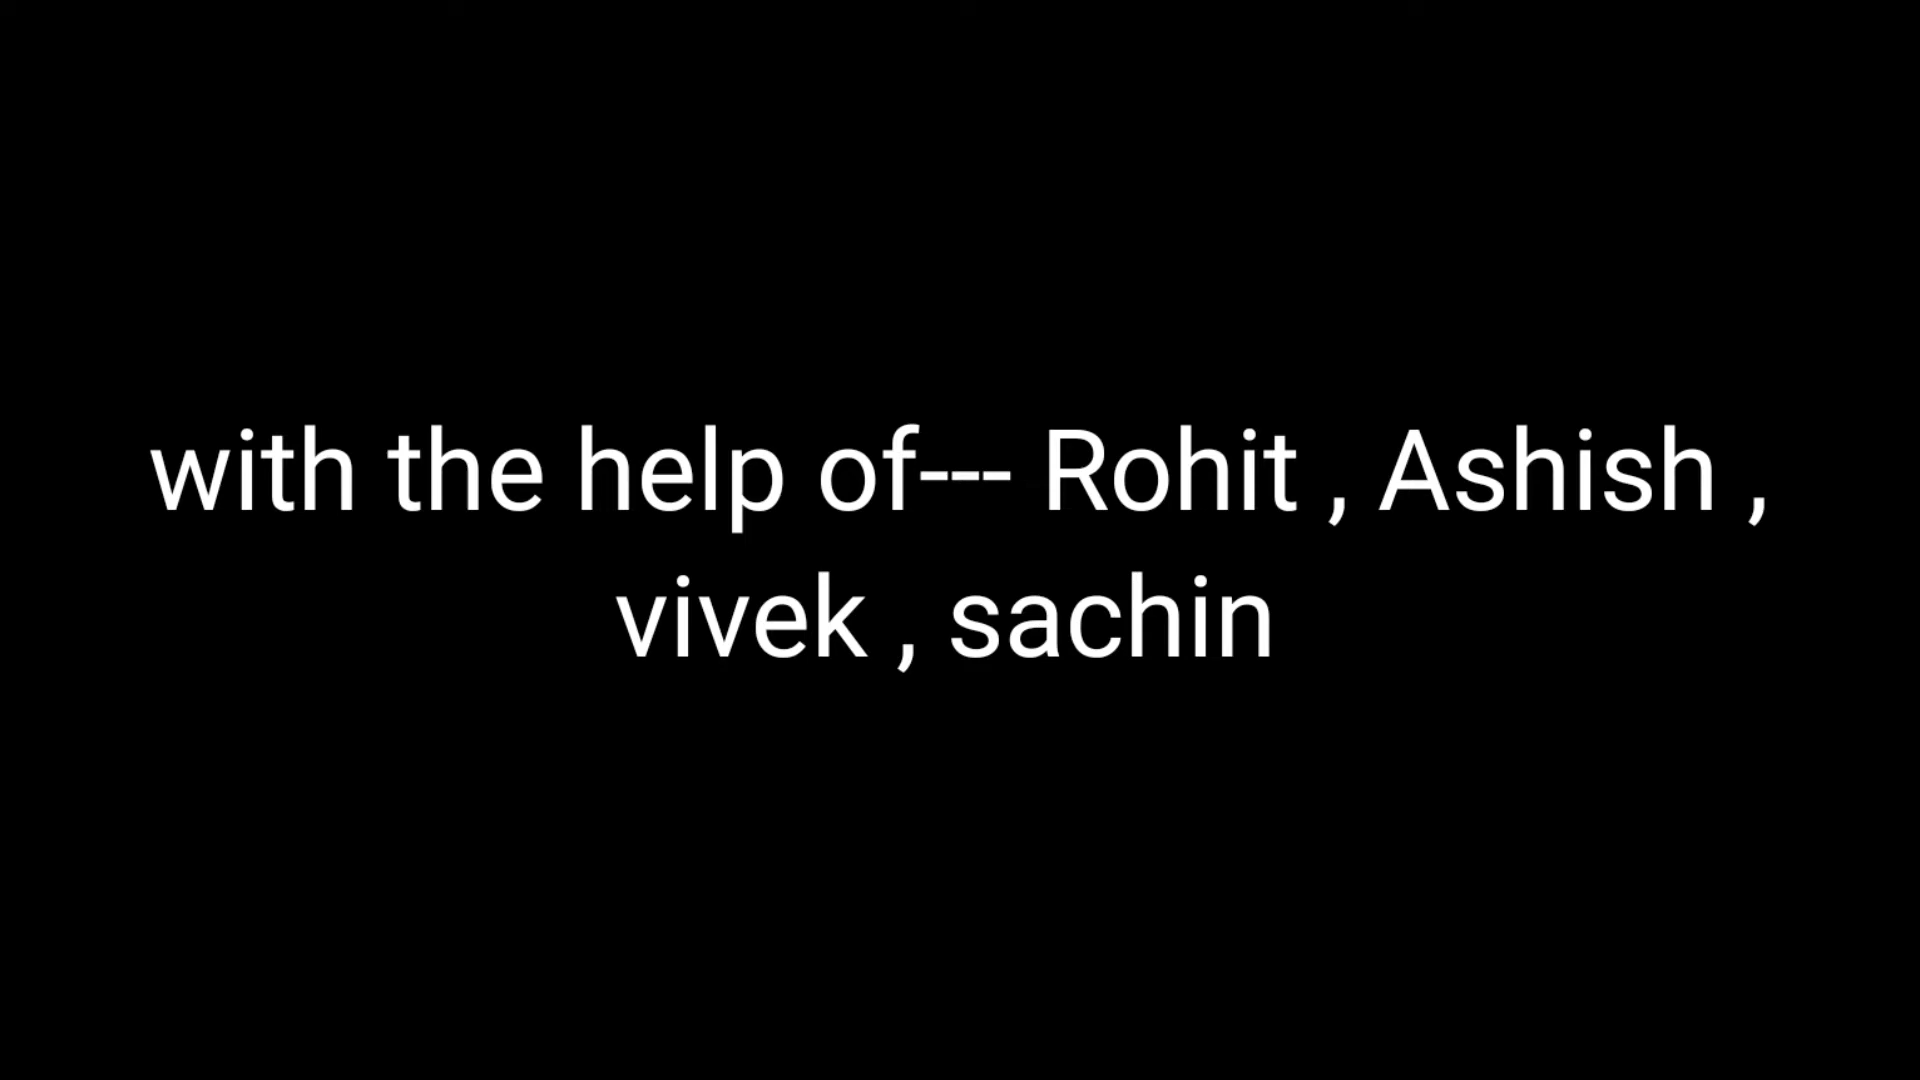 with the help of--- Rohit , Ashish ,
vivek , sachin